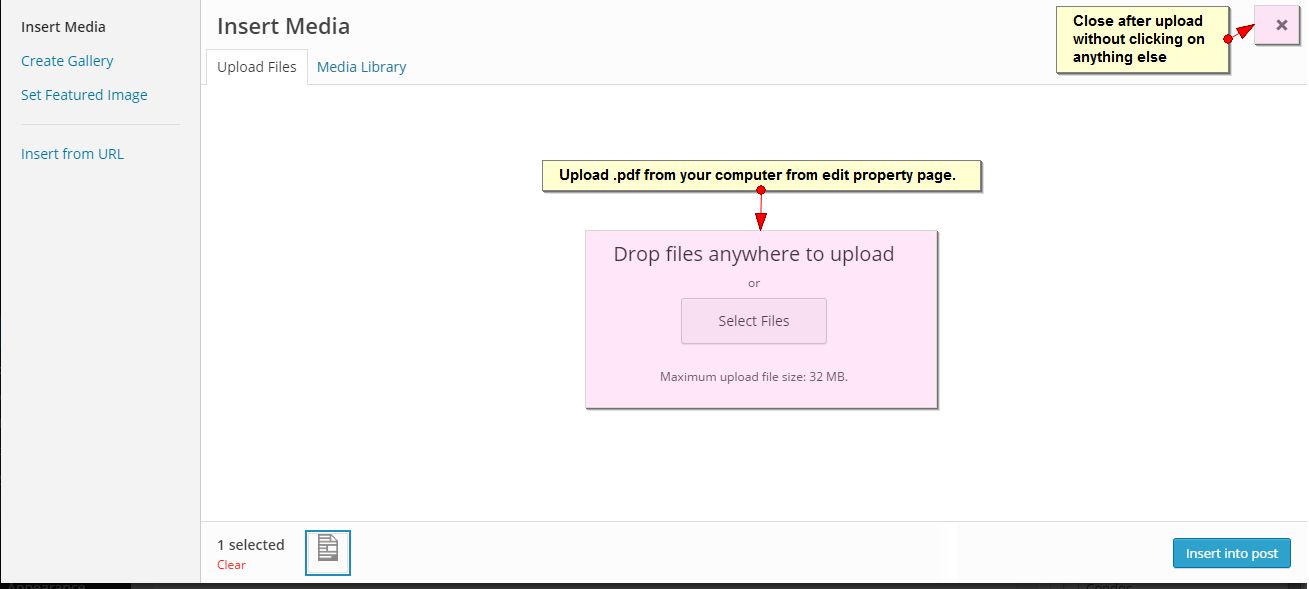 Insert Media
Create Gallery
Set Featured Image
Insert from URL
Insert Media
Upload Files
Media Library
Close after upload
without clicking on
anything else
Upload .pdf from your computer from edit property page.
Drop files anywhere to upload
or
Select Files
Maximum upload file size: 32 MB.
1 selected
Clear
Insert into post
Appearance
Condos